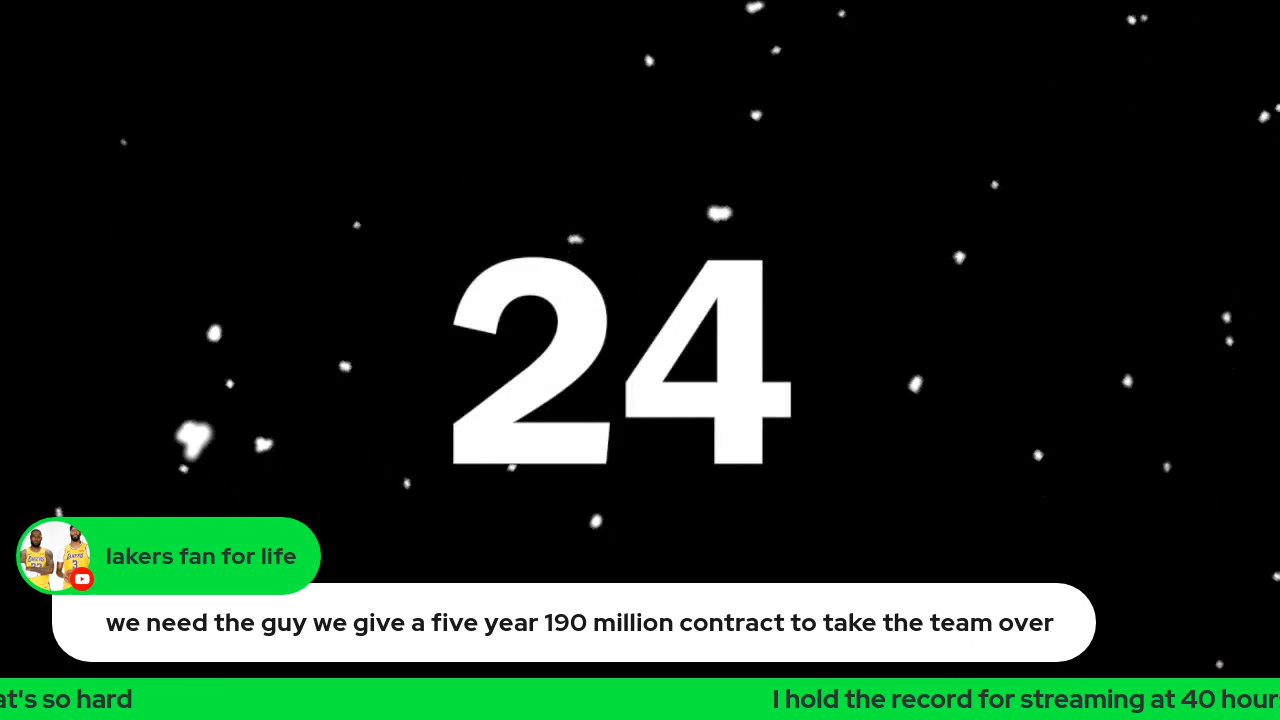 24
lakers fan for life
we need the guy we give a five year 190 million contract to take the team over
at's so hard
I hold the record for streaming at 40 hour